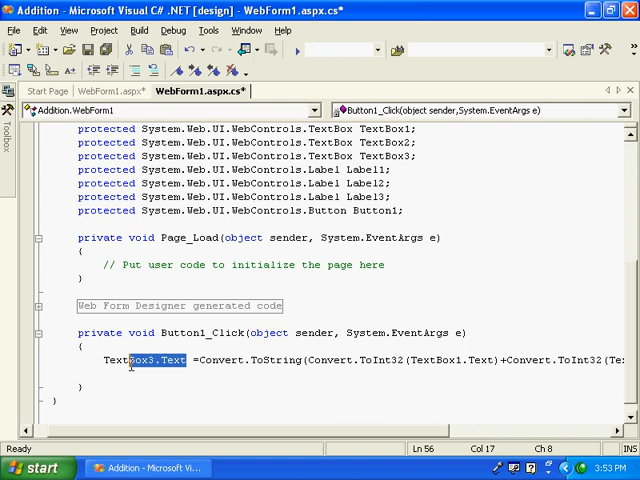 Addition - Microsoft Visual C# .NET [design] - WebForm1.aspx.cs*
File Edit View Project Build Debug Tools Window Help
Start Page WebForm1.aspx* WebForm1.aspx.cs*
Addition.WebForm1 Button1_Click(object sender,System.EventArgs e)
Toolbox
protected System.Web.UI.WebControls.TextBox TextBox1;
protected System.Web.UI.WebControls.TextBox TextBox2;
protected System.Web.UI.WebControls.TextBox TextBox3;
protected System.Web.UI.WebControls.Label Label1;
protected System.Web.UI.WebControls.Label Label2;
protected System.Web.UI.WebControls.Label Label3;
protected System.Web.UI.WebControls.Button Button1;
private void Page_Load(object sender, System.EventArgs e)
{
// Put user code to initialize the page here
}
Web Form Designer generated code
private void Button1_Click(object sender, System.EventArgs e)
{
TextBox3.Text =Convert.ToString(Convert.ToInt32(TextBox1.Text)+Convert.ToInt32(Te
}
}
Ready Ln 56 Col 17 Ch 8 INS
start Addition - Microsoft Vi... 3:53 PM